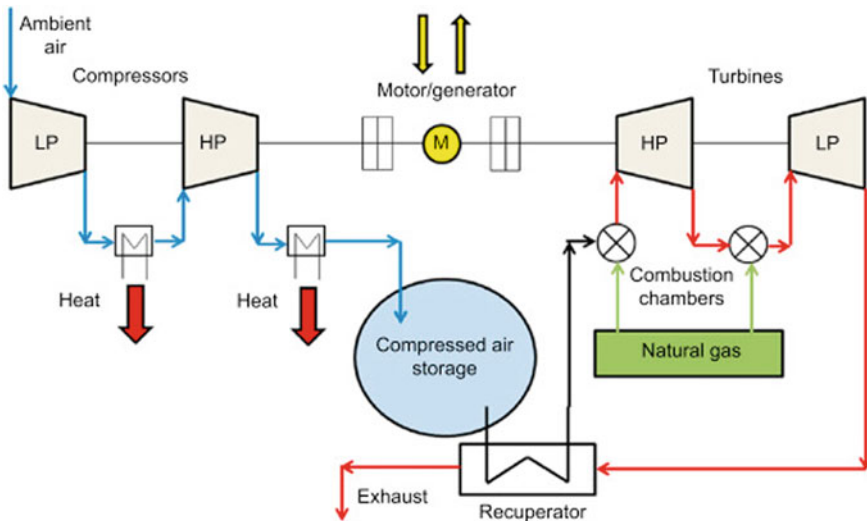 Ambient
air
Compressors
Motor/generator
Turbines
LP
HP
M
HP
LP
Heat
Heat
Combustion
chambers
Compressed air
storage
Natural gas
Exhaust
Recuperator